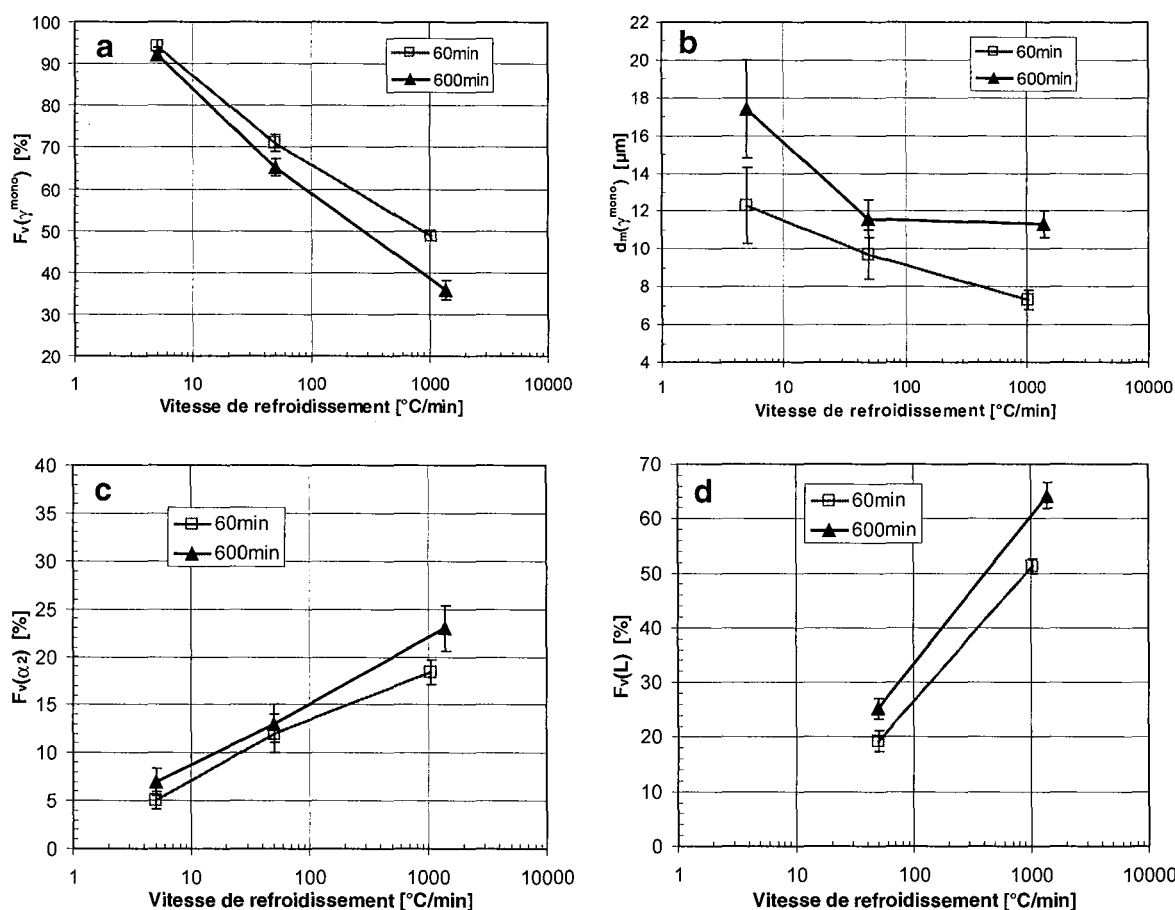 a
100
90
80
70
60
50
40
30
20
1 10 100 1000 10000
Fv(γmono) [%]
Vitesse de refroidissement [°C/min]
60min
600min
b
22
20
18
16
14
12
10
8
6
4
1 10 100 1000 10000
dm(γmono) [µm]
Vitesse de refroidissement [°C/min]
60min
600min
c
40
35
30
25
20
15
10
5
0
1 10 100 1000 10000
Fv(α2) [%]
Vitesse de refroidissement [°C/min]
60min
600min
d
70
60
50
40
30
20
10
0
1 10 100 1000 10000
Fv(L) [%]
Vitesse de refroidissement [°C/min]
60min
600min